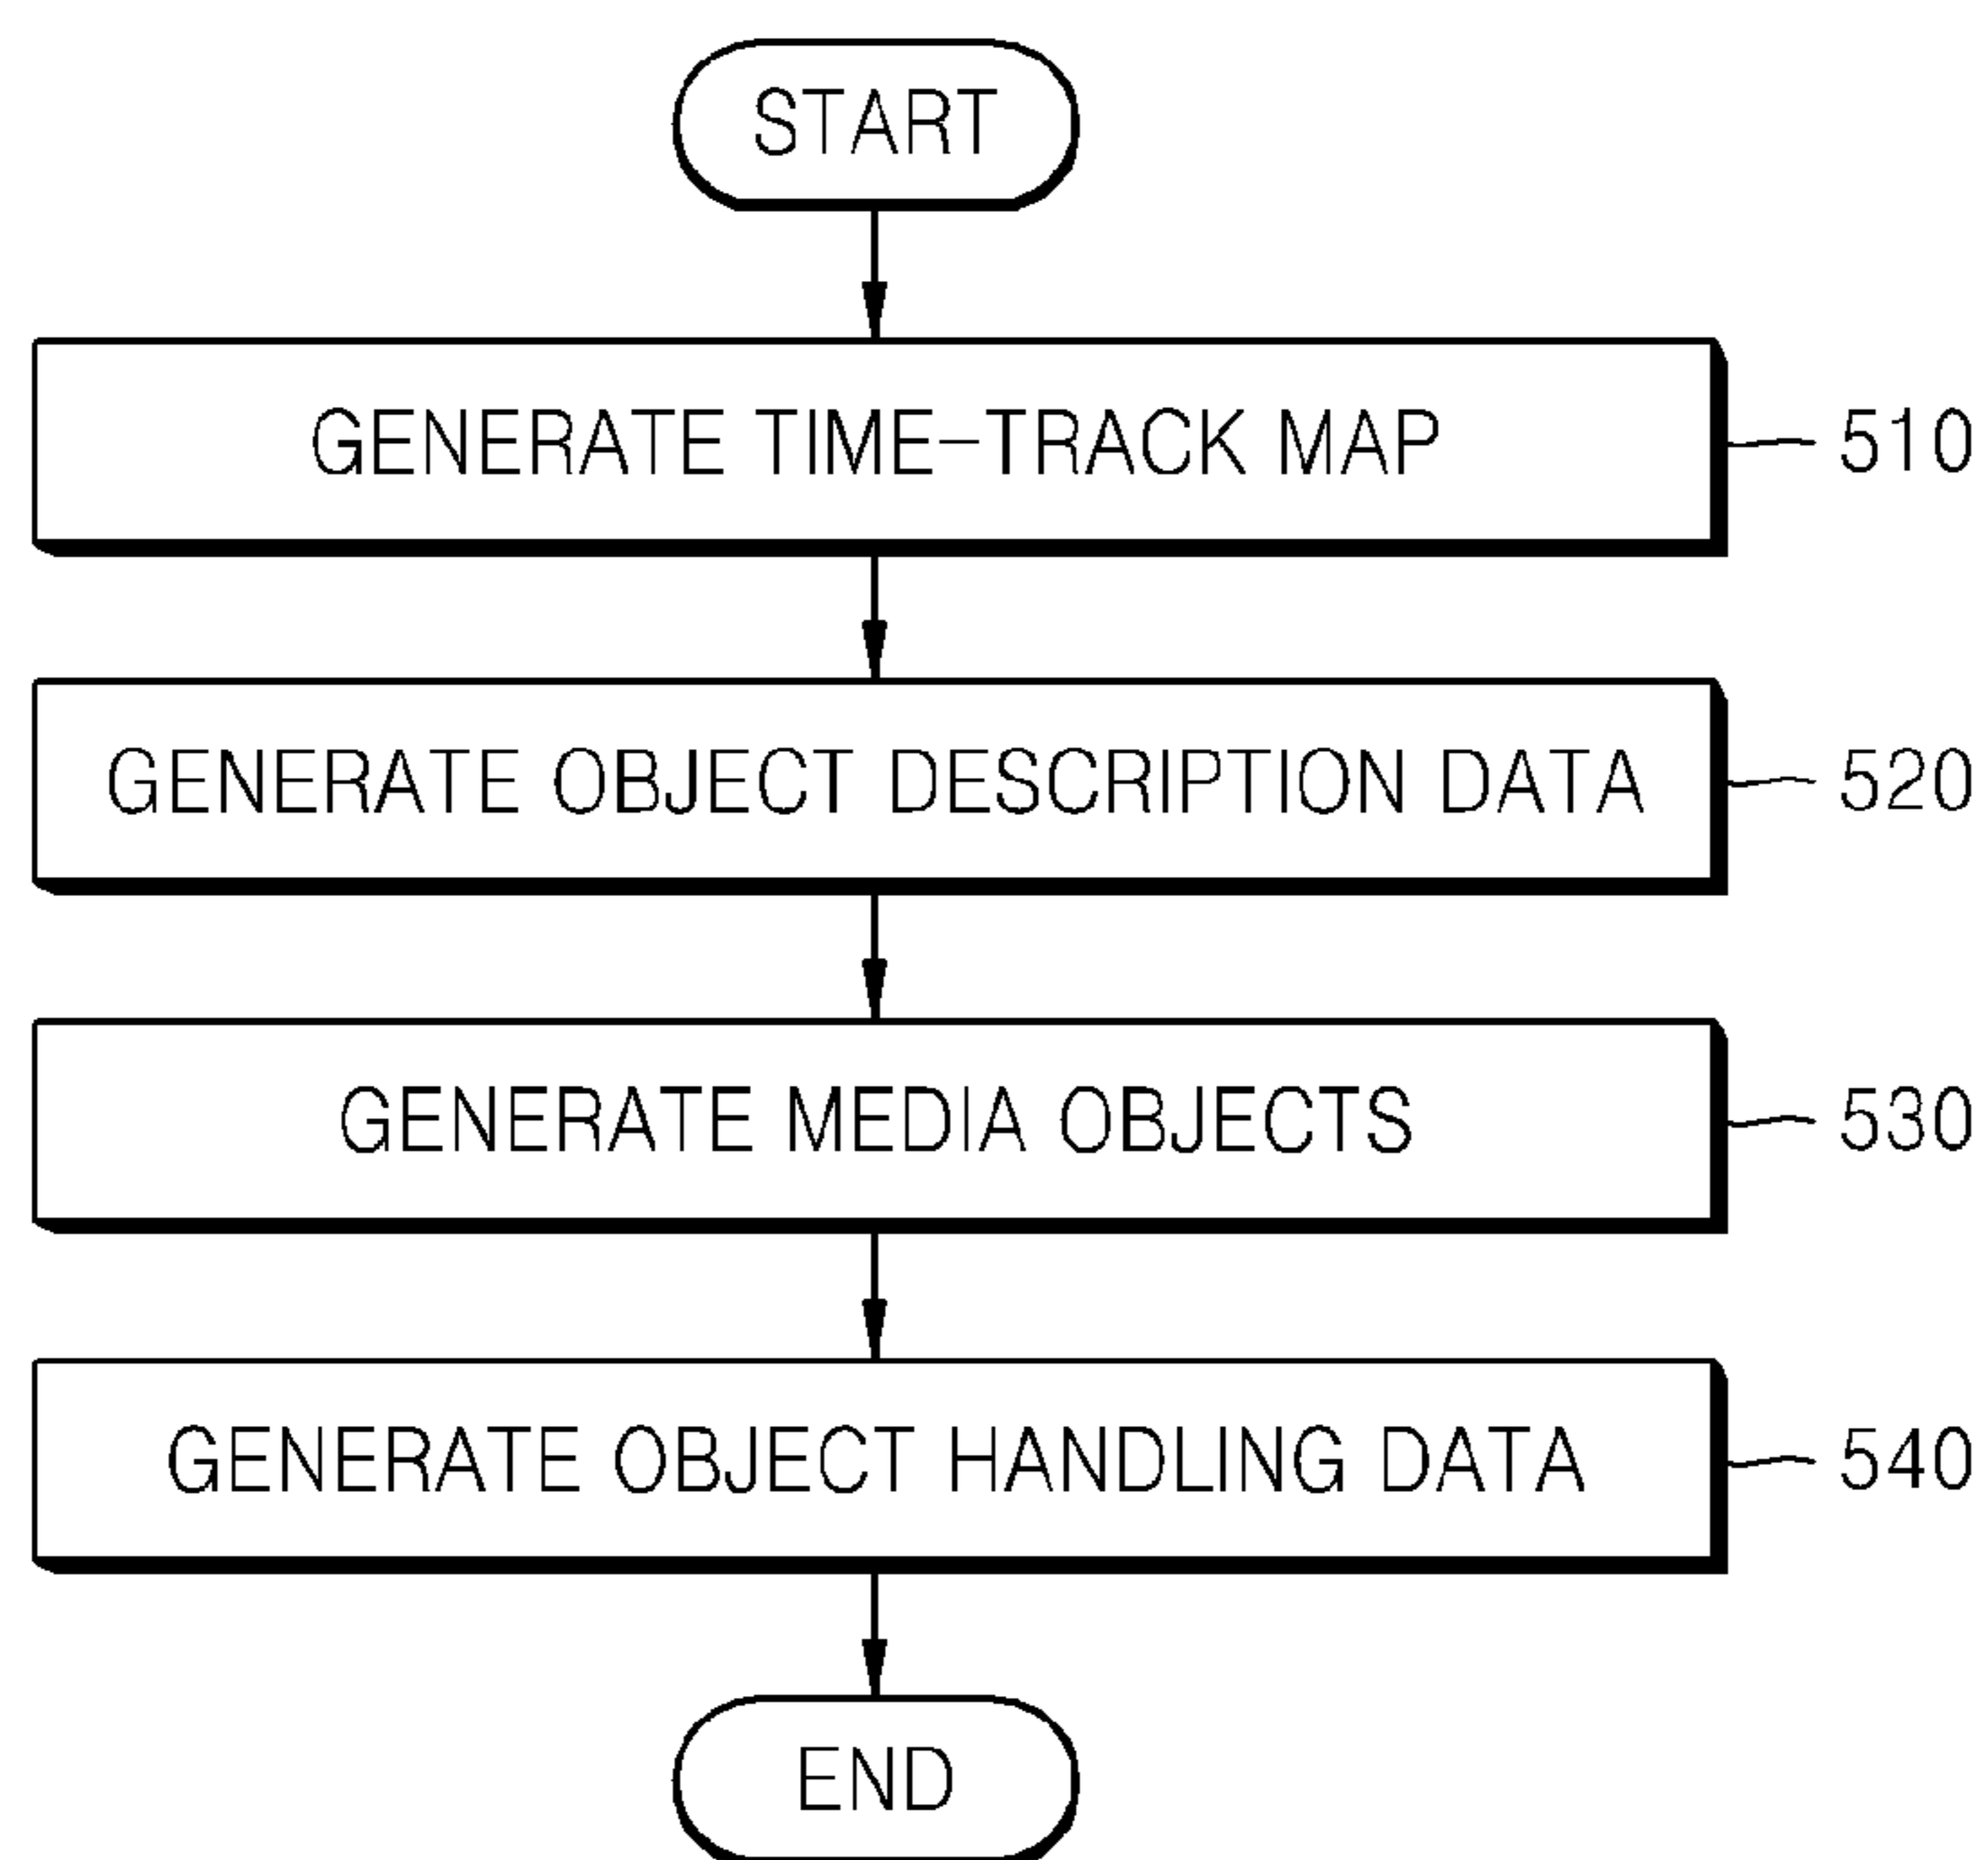 START
GENERATE TIME-TRACK MAP 510
GENERATE OBJECT DESCRIPTION DATA 520
GENERATE MEDIA OBJECTS 530
GENERATE OBJECT HANDLING DATA 540
END